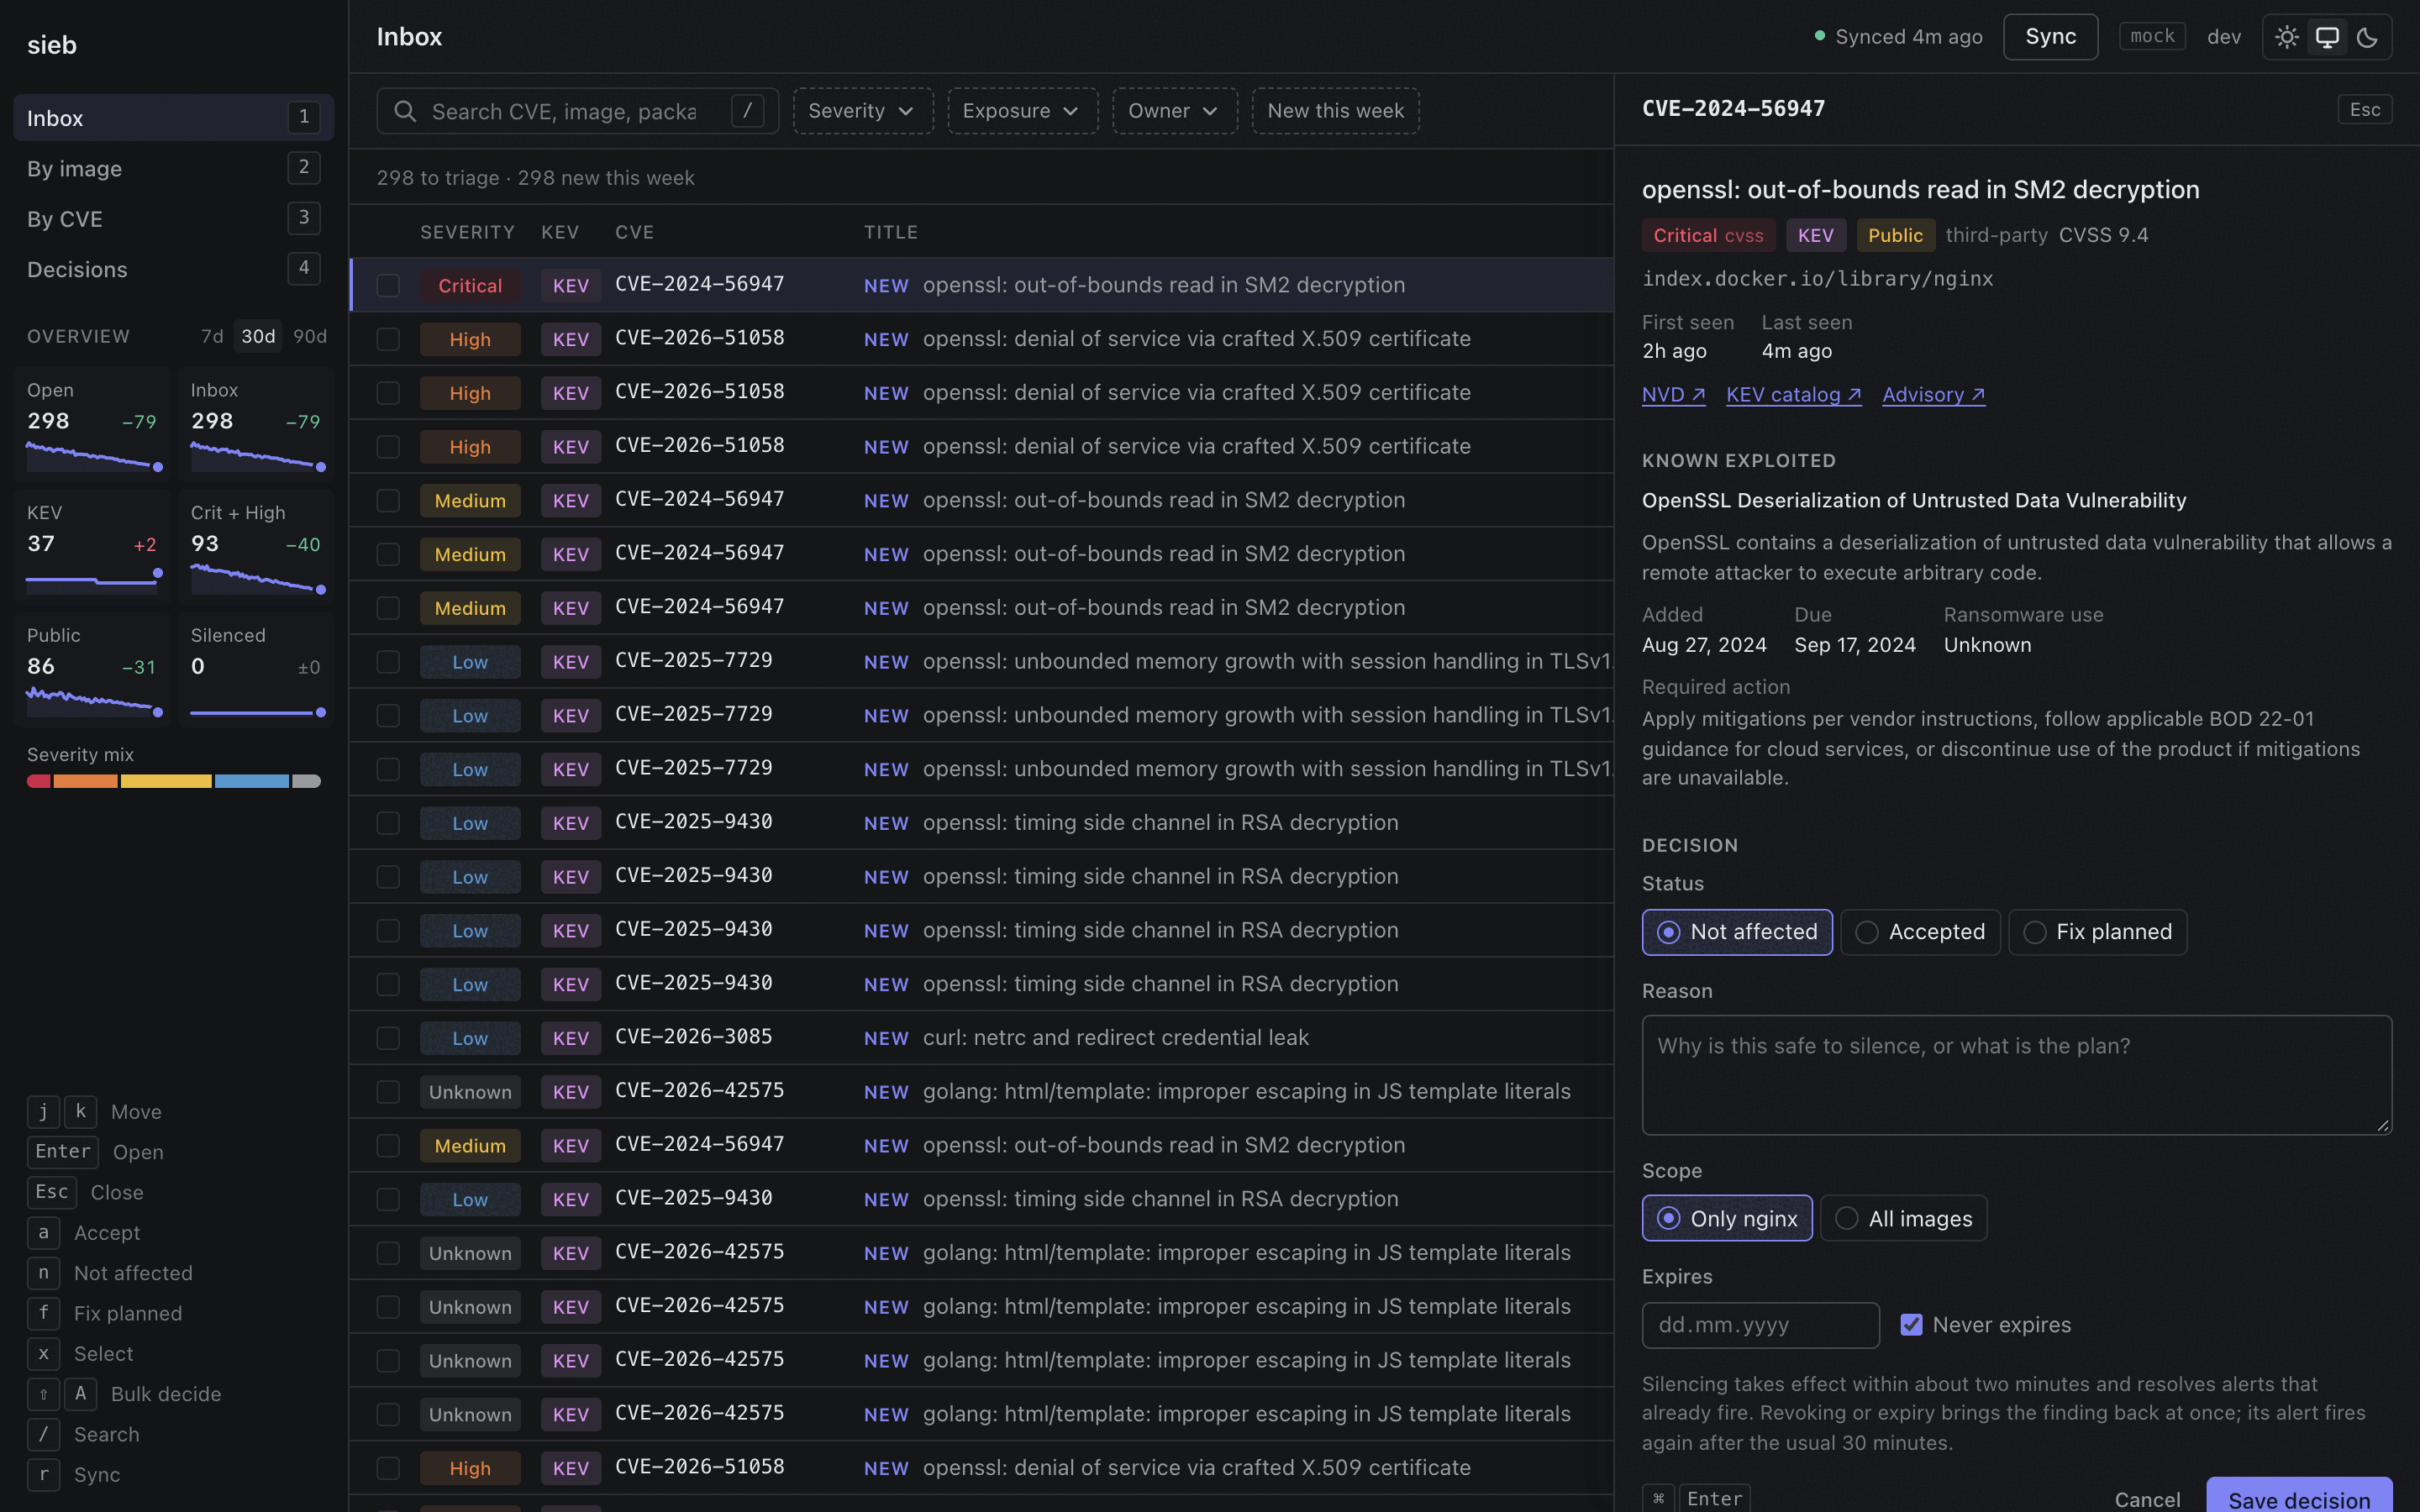 sieb
Inbox 1
By image 2
By CVE 3
Decisions 4
OVERVIEW 7d 30d 90d
Open
298 −79
Inbox
298 −79
KEV
37 +2
Crit + High
93 −40
Public
86 −31
Silenced
0 ±0
Severity mix
j k Move
Enter Open
Esc Close
a Accept
n Not affected
f Fix planned
x Select
⇧ A Bulk decide
/ Search
r Sync
Inbox
Synced 4m ago Sync mock dev
Search CVE, image, packa / Severity Exposure Owner New this week
298 to triage · 298 new this week
SEVERITY KEV CVE TITLE
Critical KEV CVE-2024-56947 NEW openssl: out-of-bounds read in SM2 decryption
High KEV CVE-2026-51058 NEW openssl: denial of service via crafted X.509 certificate
High KEV CVE-2026-51058 NEW openssl: denial of service via crafted X.509 certificate
High KEV CVE-2026-51058 NEW openssl: denial of service via crafted X.509 certificate
Medium KEV CVE-2024-56947 NEW openssl: out-of-bounds read in SM2 decryption
Medium KEV CVE-2024-56947 NEW openssl: out-of-bounds read in SM2 decryption
Medium KEV CVE-2024-56947 NEW openssl: out-of-bounds read in SM2 decryption
Low KEV CVE-2025-7729 NEW openssl: unbounded memory growth with session handling in TLSv1.
Low KEV CVE-2025-7729 NEW openssl: unbounded memory growth with session handling in TLSv1.
Low KEV CVE-2025-7729 NEW openssl: unbounded memory growth with session handling in TLSv1.
Low KEV CVE-2025-9430 NEW openssl: timing side channel in RSA decryption
Low KEV CVE-2025-9430 NEW openssl: timing side channel in RSA decryption
Low KEV CVE-2025-9430 NEW openssl: timing side channel in RSA decryption
Low KEV CVE-2025-9430 NEW openssl: timing side channel in RSA decryption
Low KEV CVE-2026-3085 NEW curl: netrc and redirect credential leak
Unknown KEV CVE-2026-42575 NEW golang: html/template: improper escaping in JS template literals
Medium KEV CVE-2024-56947 NEW openssl: out-of-bounds read in SM2 decryption
Low KEV CVE-2025-9430 NEW openssl: timing side channel in RSA decryption
Unknown KEV CVE-2026-42575 NEW golang: html/template: improper escaping in JS template literals
Unknown KEV CVE-2026-42575 NEW golang: html/template: improper escaping in JS template literals
Unknown KEV CVE-2026-42575 NEW golang: html/template: improper escaping in JS template literals
Unknown KEV CVE-2026-42575 NEW golang: html/template: improper escaping in JS template literals
High KEV CVE-2026-51058 NEW openssl: denial of service via crafted X.509 certificate
CVE-2024-56947 Esc
openssl: out-of-bounds read in SM2 decryption
Critical cvss KEV Public third-party CVSS 9.4
index.docker.io/library/nginx
First seen Last seen
2h ago 4m ago
NVD ↗ KEV catalog ↗ Advisory ↗
KNOWN EXPLOITED
OpenSSL Deserialization of Untrusted Data Vulnerability
OpenSSL contains a deserialization of untrusted data vulnerability that allows a
remote attacker to execute arbitrary code.
Added Due Ransomware use
Aug 27, 2024 Sep 17, 2024 Unknown
Required action
Apply mitigations per vendor instructions, follow applicable BOD 22-01
guidance for cloud services, or discontinue use of the product if mitigations
are unavailable.
DECISION
Status
Not affected Accepted Fix planned
Reason
Why is this safe to silence, or what is the plan?
Scope
Only nginx All images
Expires
dd.mm.yyyy Never expires
Silencing takes effect within about two minutes and resolves alerts that
already fire. Revoking or expiry brings the finding back at once; its alert fires
again after the usual 30 minutes.
⌘ Enter Cancel Save decision